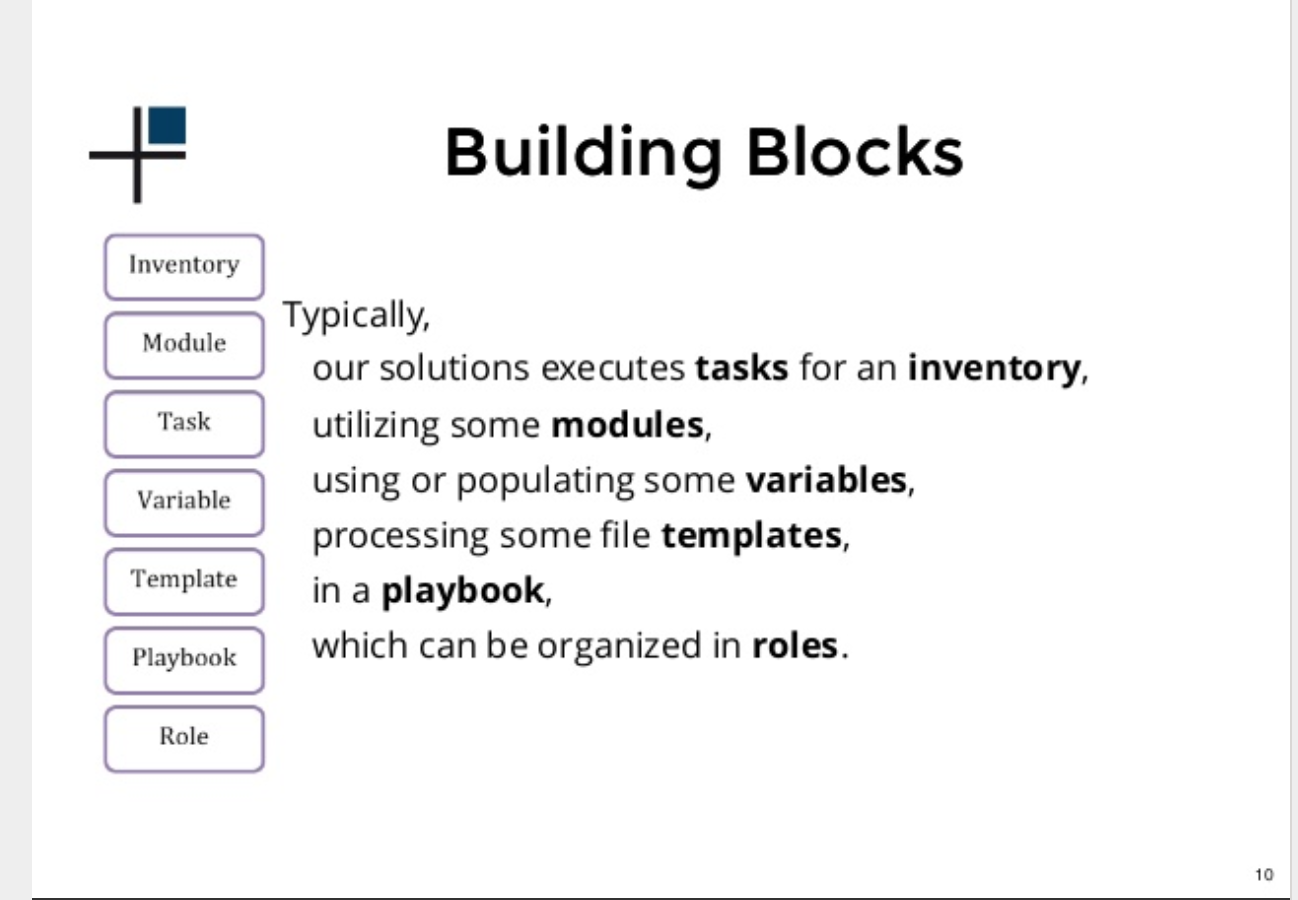 Building Blocks
Inventory
Module
Task
Variable
Template
Playbook
Role
Typically,
our solutions executes tasks for an inventory,
utilizing some modules,
using or populating some variables,
processing some file templates,
in a playbook,
which can be organized in roles.
10